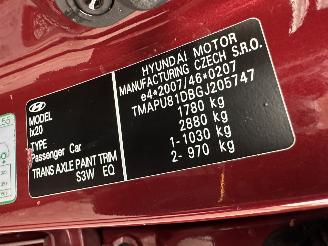 HYUNDAI MOTOR
MANUFACTURING CZECH S.R.O.
e4*2007/46*0207
TMAPU81DBGJ205747
1780 kg
2880 kg
1-1030 kg
2- 970 kg
MODEL
ix20
TYPE
Passenger Car
TRANS AXLE PAINT TRIM
S3W EQ